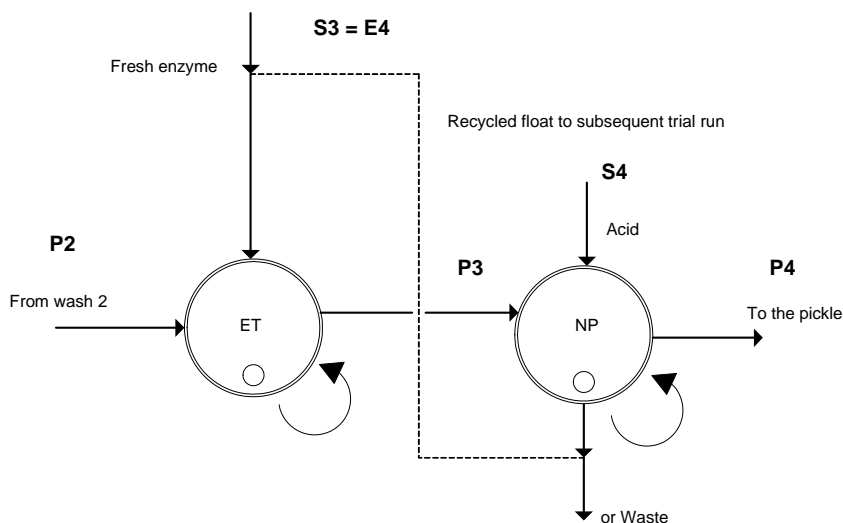 S3 = E4
Fresh enzyme
Recycled float to subsequent trial run
S4
Acid
P2
P3
P4
From wash 2
ET
NP
To the pickle
or Waste